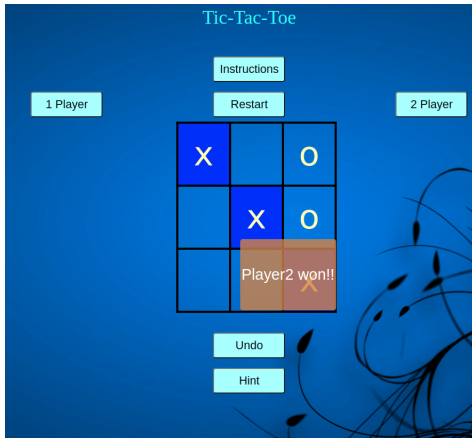 Tic-Tac-Toe
Instructions
1 Player
Restart
2 Player
x o
x o
Player2 won!!
x
Undo
Hint